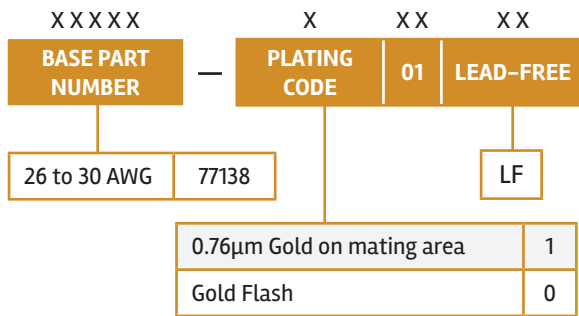 XXXXX X XX XX
BASE PART NUMBER — PLATING CODE 01 LEAD-FREE
26 to 30 AWG 77138 LF
0.76µm Gold on mating area 1
Gold Flash 0